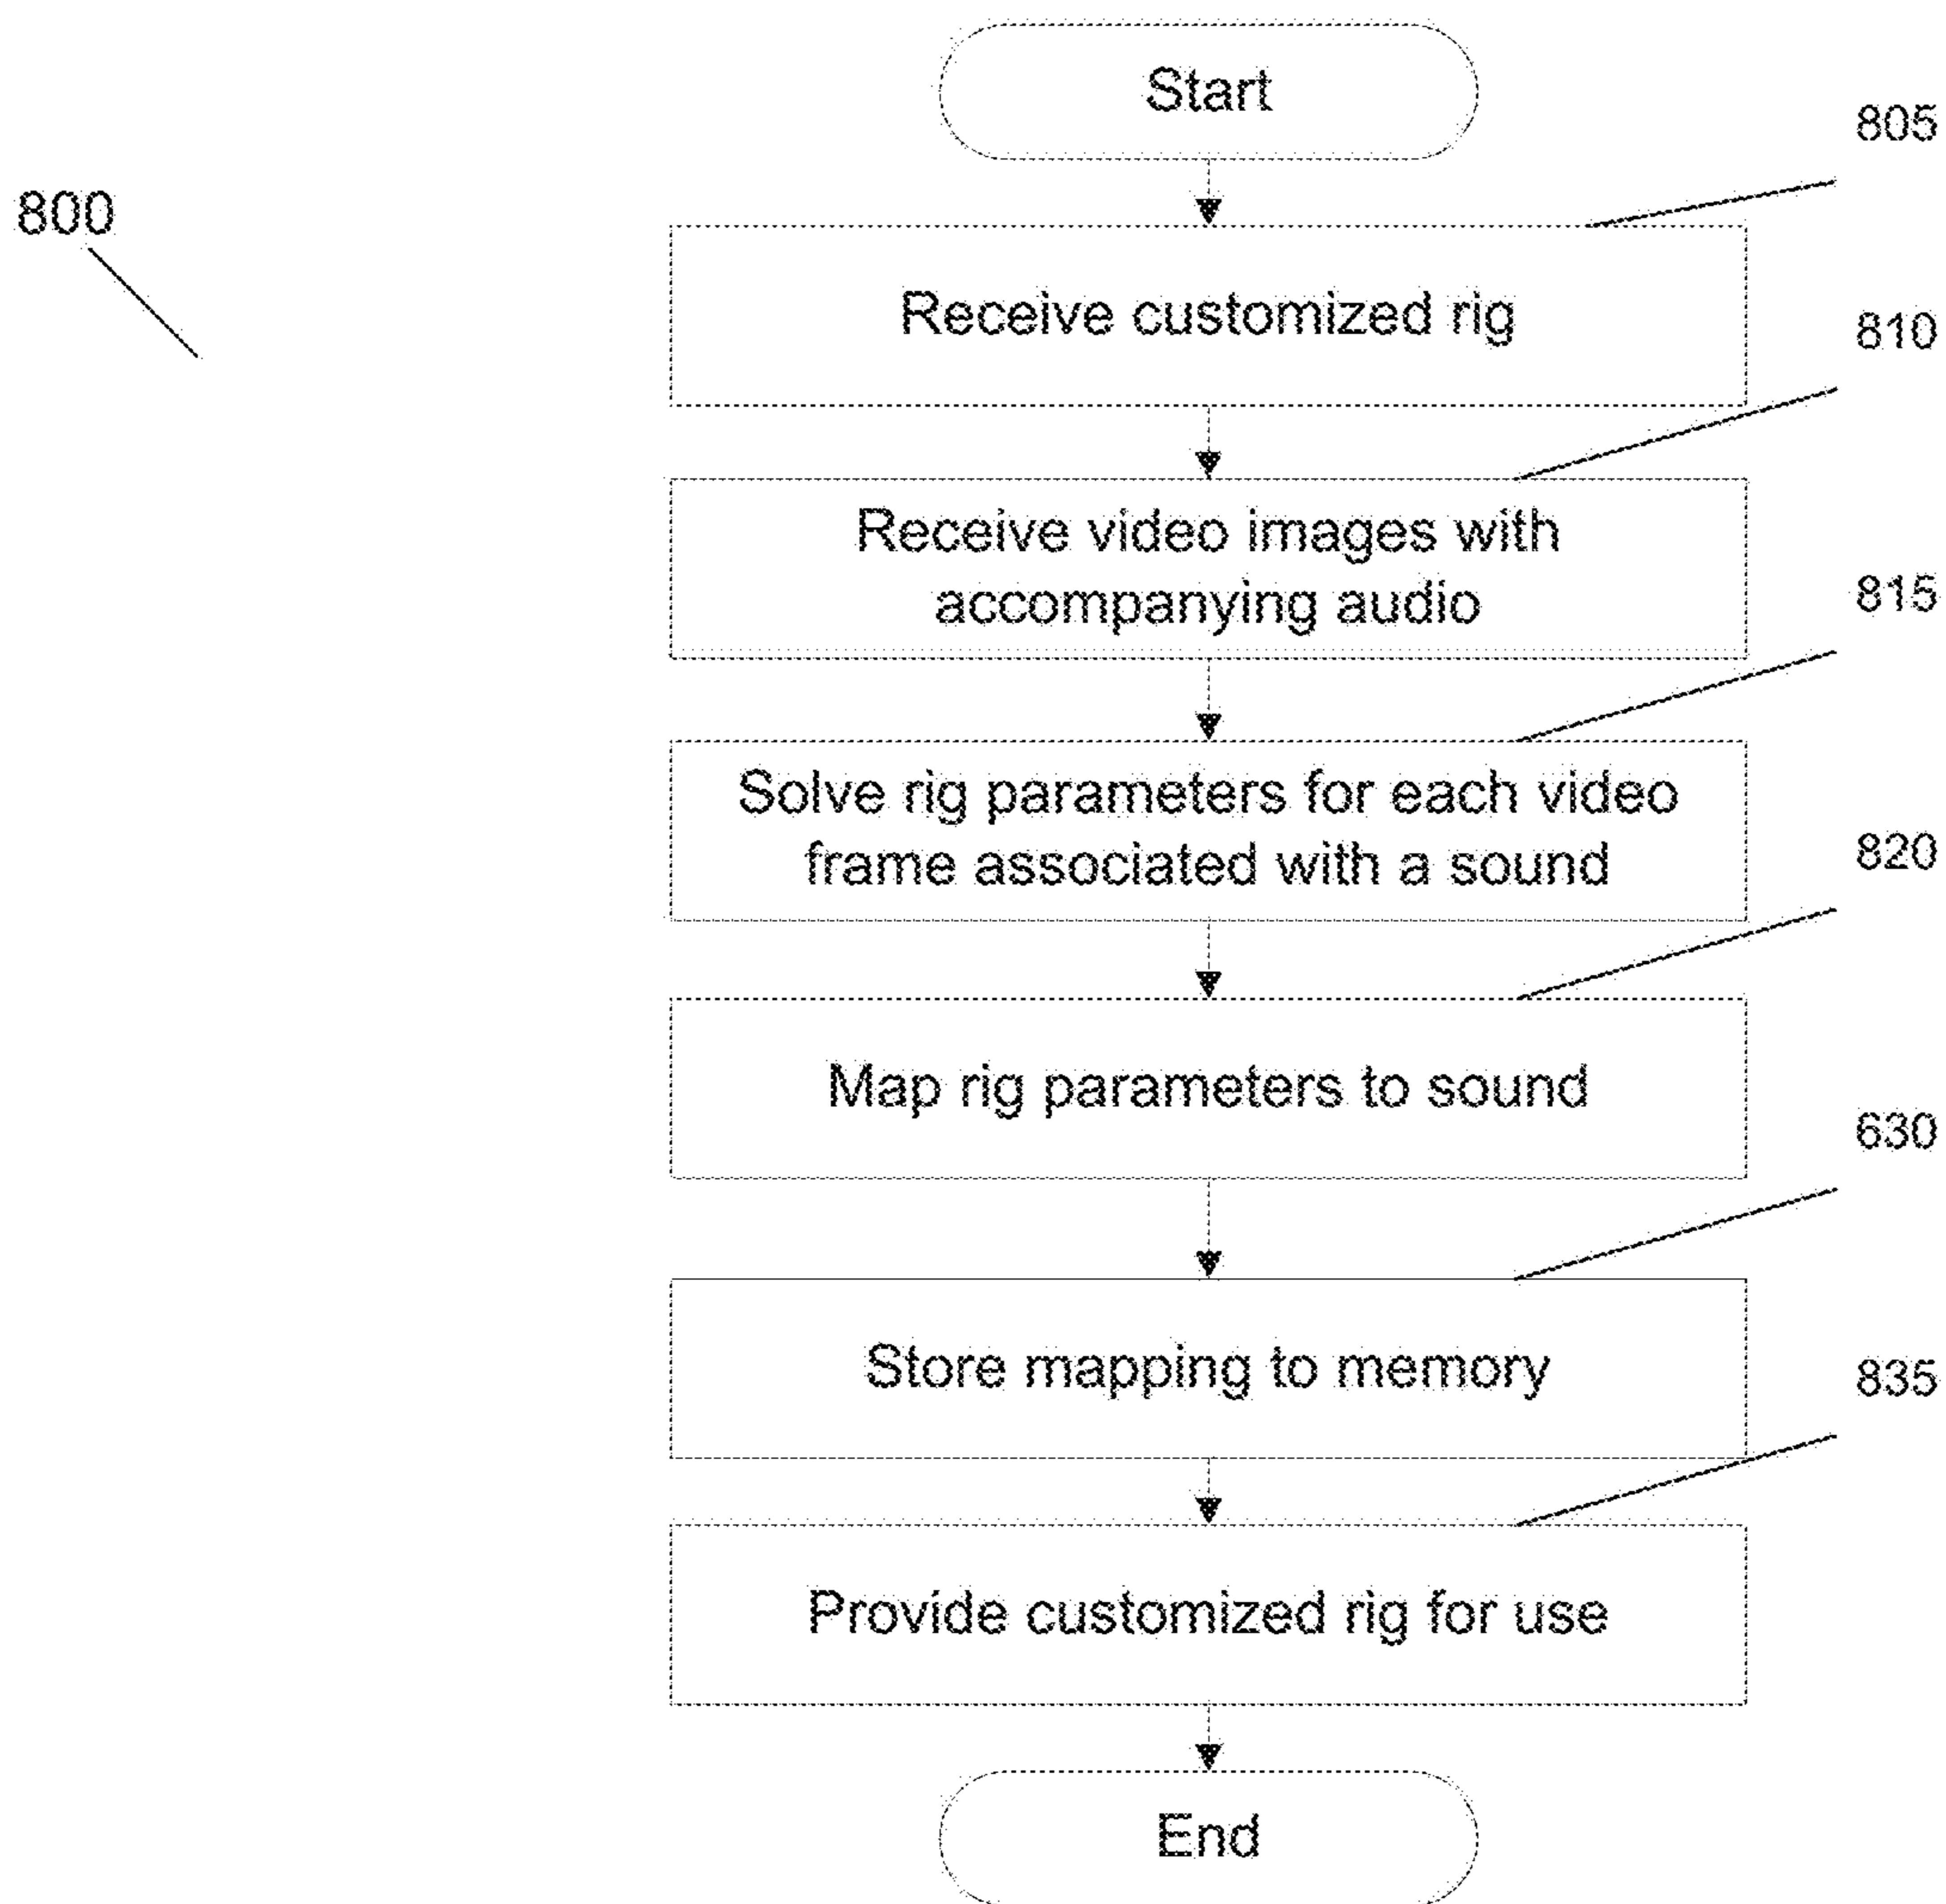 Start
805
800
Receive customized rig
810
Receive video images with
accompanying audio
815
Solve rig parameters for each video
frame associated with a sound
820
Map rig parameters to sound
630
Store mapping to memory
835
Provide customized rig for use
End